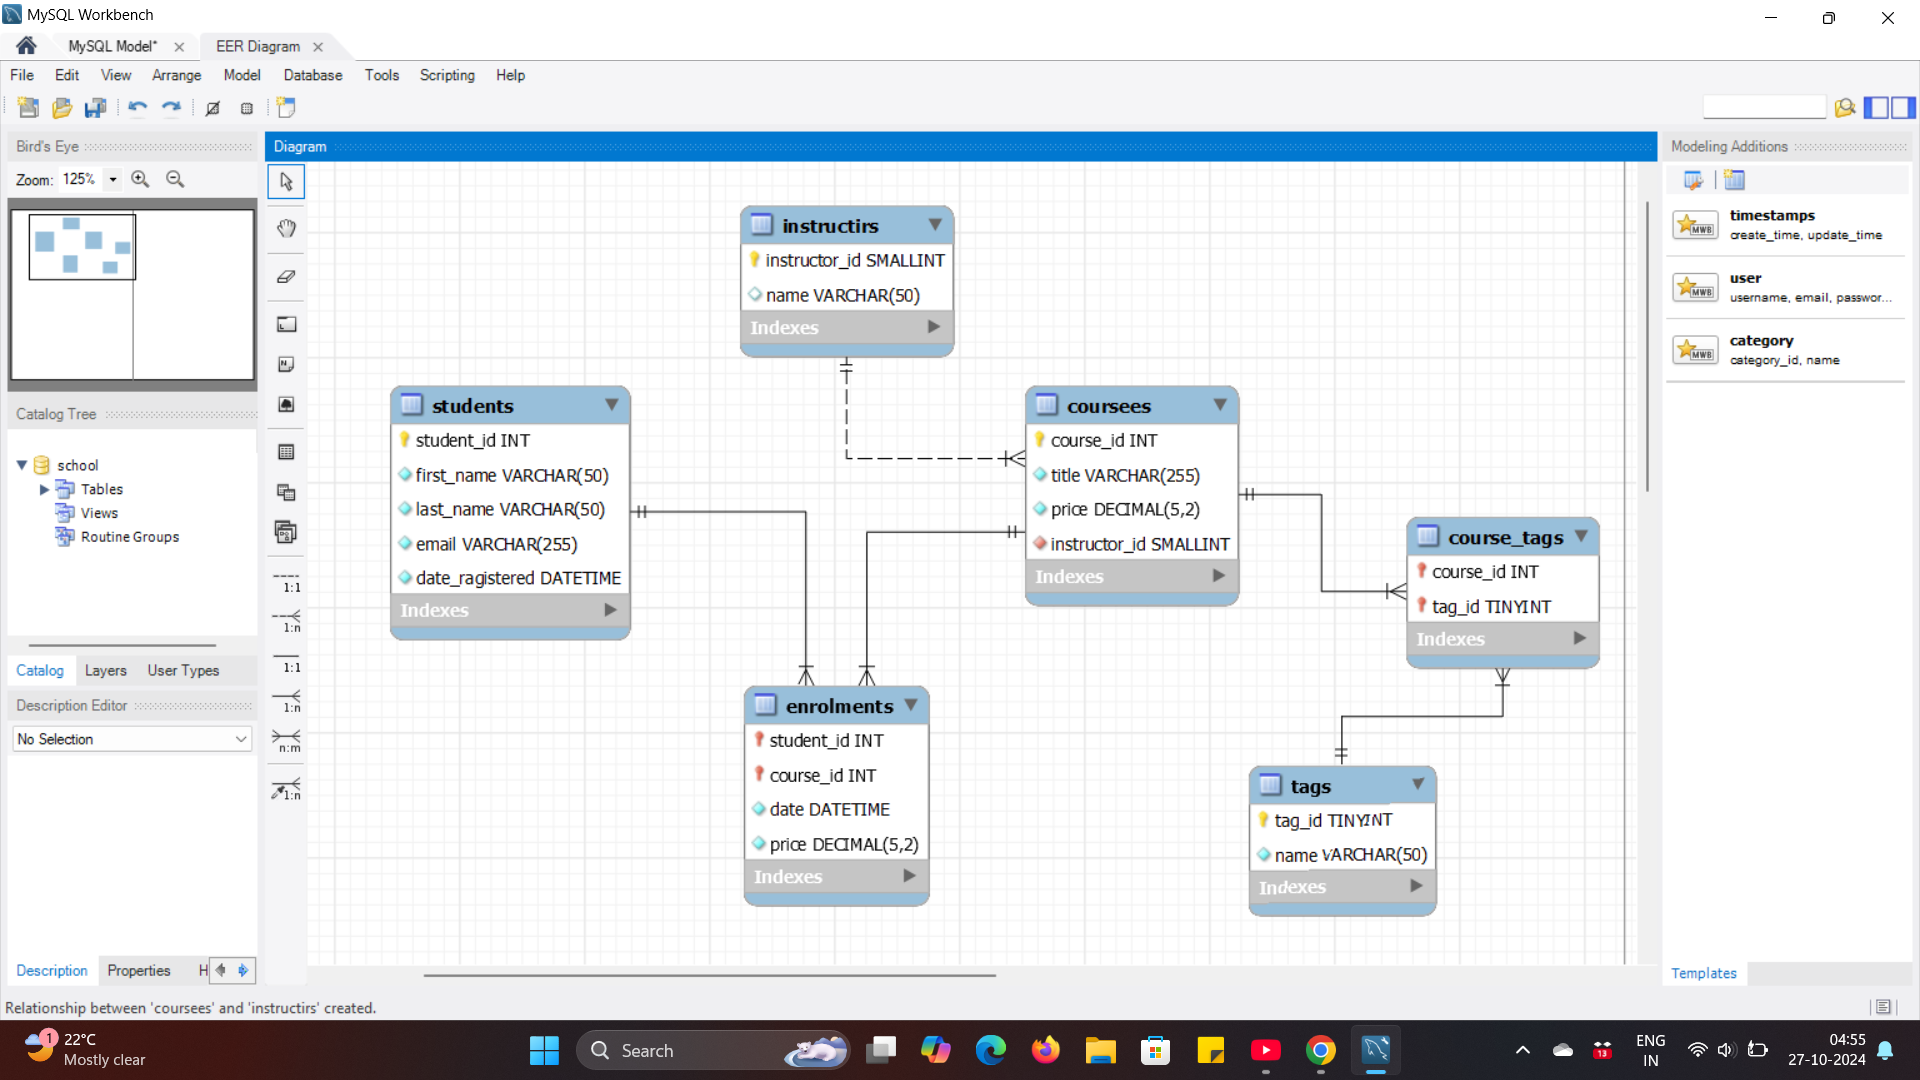 MySQL Workbench
MySQL Model*
EER Diagram
File Edit View Arrange Model Database Tools Scripting Help
Bird's Eye
Zoom: 125%
Catalog Tree
school
Tables
Views
Routine Groups
Catalog Layers User Types
Description Editor
No Selection
Description Properties H
Diagram
1:1
1:n
1:1
1:n
n:m
1:n
instructirs
instructor_id SMALLINT
name VARCHAR(50)
Indexes
students
student_id INT
first_name VARCHAR(50)
last_name VARCHAR(50)
email VARCHAR(255)
date_ragistered DATETIME
Indexes
coursees
course_id INT
title VARCHAR(255)
price DECIMAL(5,2)
instructor_id SMALLINT
Indexes
course_tags
course_id INT
tag_id TINYINT
Indexes
enrolments
student_id INT
course_id INT
date DATETIME
price DECIMAL(5,2)
Indexes
tags
tag_id TINYINT
name VARCHAR(50)
Indexes
Modeling Additions
MWB
timestamps
create_time, update_time
MWB
user
username, email, passwor...
MWB
category
category_id, name
Templates
Relationship between 'coursees' and 'instructirs' created.
1
22°C
Mostly clear
Search
13
ENG
IN
04:55
27-10-2024